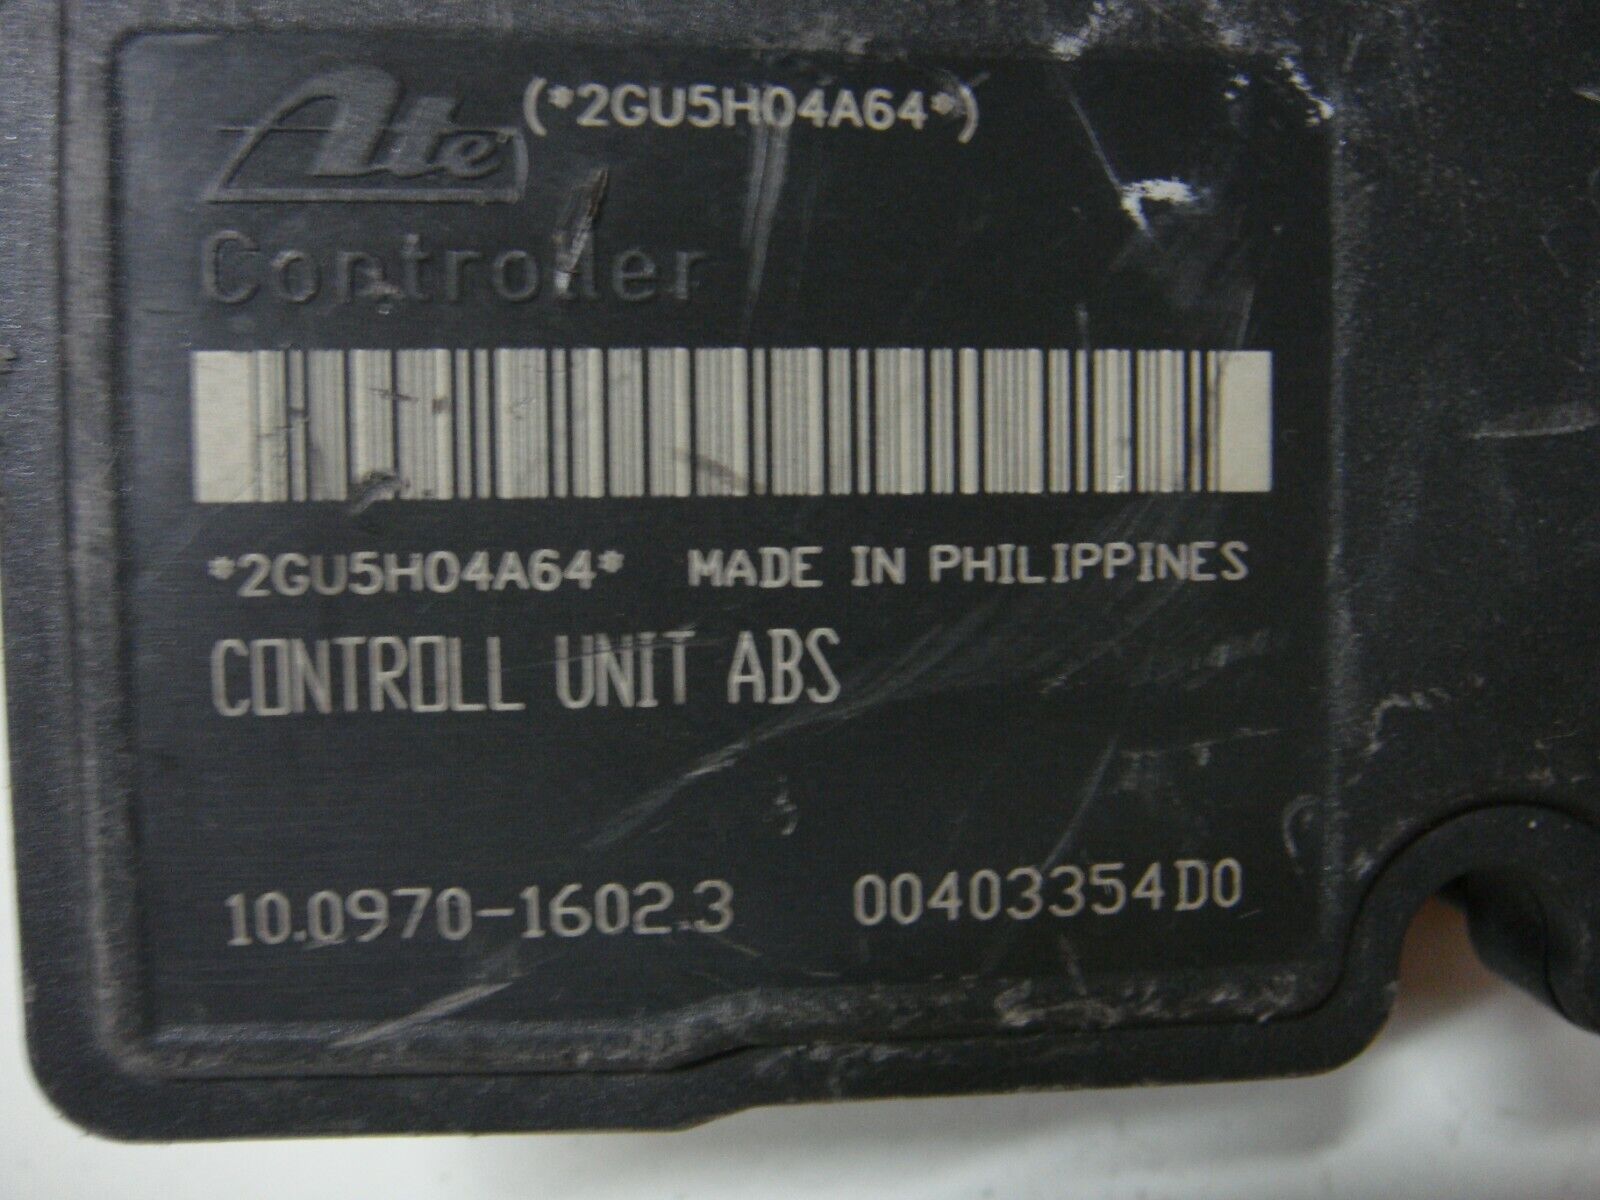 Ate (*2GU5H04A64*)
Controller
*2GU5H04A64* MADE IN PHILIPPINES
CONTROLL UNIT ABS
10.0970-1602.3 00403354D0